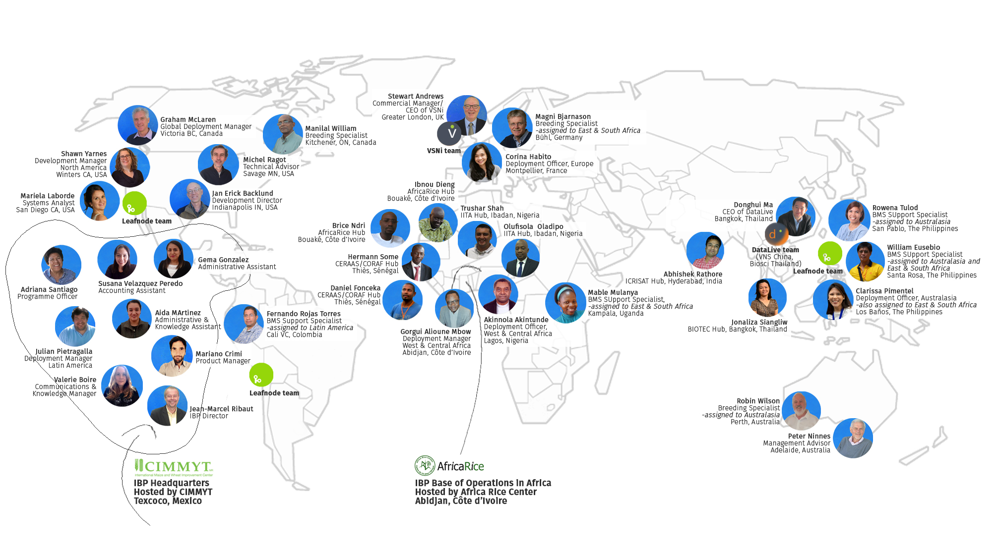 Stewart Andrews
Commercial Manager/
CEO of VSNi
Greater London, UK
V
VSNi team
Magni Bjarnason
Breeding Specialist
-assigned to East & South Africa
Bühl, Germany
Corina Habito
Deployment Officer, Europe
Montpellier, France
Graham McLaren
Global Deployment Manager
Victoria BC, Canada
Manilal William
Breeding Specialist
Kitchener, ON, Canada
Shawn Yarnes
Development Manager
North America
Winters CA, USA
Michel Ragot
Technical Advisor
Savage MN, USA
Mariela Laborde
Systems Analyst
San Diego CA, USA
Leafnode team
Jan Erick Backlund
Development Director
Indianapolis IN, USA
Ibnou Dieng
AfricaRice Hub
Bouaké, Côte d'Ivoire
Trushar Shah
IITA Hub, Ibadan, Nigeria
Brice Ndri
AfricaRice Hub
Bouaké, Côte d'Ivoire
Olufisola Oladipo
IITA Hub, Ibadan, Nigeria
Hermann Some
CERAAS/CORAF Hub
Thiès, Sénégal
Daniel Fonceka
CERAAS/CORAF Hub
Thiès, Sénégal
Gorgui Alioune Mbow
Deployment Manager
West & Central Africa
Abidjan, Côte d'Ivoire
Akinnola Akintunde
Deployment Officer,
West & Central Africa
Lagos, Nigeria
Mable Mulanya
BMS SUpport Specialist,
-assigned to East & South Africa
Kampala, Uganda
Donghui Ma
CEO of DataLive
Bangkok, Thailand
d
DataLive team
(VNS China,
Biosci Thailand)
Rowena Tulod
BMS SUpport Specialist
-assigned to Australasia
San Pablo, The Philippines
William Eusebio
BMS SUpport Specialist
-assigned to Australasia and
East & South Africa
Santa Rosa, The Philippines
Leafnode team
Abhishek Rathore
ICRISAT Hub, Hyderabad, India
Clarissa Pimentel
Deployment Officer, Australasia
-also assigned to East & South Africa
Los Baños, The Philippines
Jonaliza Siangliw
BIOTEC Hub, Bangkok, Thailand
Robin Wilson
Breeding Specialist
-assigned to Australasia
Perth, Australia
Peter Ninnes
Management Advisor
Adelaide, Australia
Gema Gonzalez
Administrative Assistant
Susana Velazquez Peredo
Accounting Assistant
Adriana Santiago
Programme Officer
Aida MArtinez
Administrative &
Knowledge Assistant
Fernando Rojas Torres
BMS Support Specialist
-assigned to Latin America
Cali VC, Colombia
Julian Pietragalla
Deployment Manager
Latin America
Mariano Crimi
Product Manager
Valerie Boire
Communications &
Knowledge Manager
Leafnode team
Jean-Marcel Ribaut
IBP Director
CIMMYT
International Maize and Wheat Improvement Center
IBP Headquarters
Hosted by CIMMYT
Texcoco, Mexico
AfricaRice
IBP Base of Operations in Africa
Hosted by Africa Rice Center
Abidjan, Côte d'Ivoire